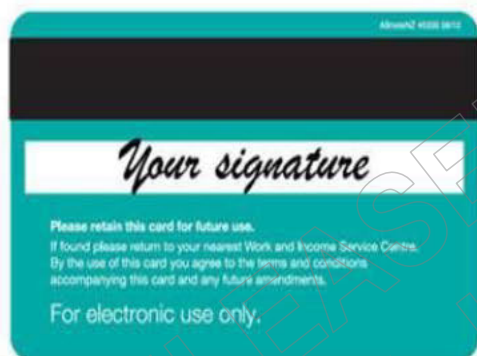 Your signature
Please retain this card for future use.
If found please return to your nearest Work and Income Service Centre.
By the use of this card you agree to the terms and conditions
accompanying this card and any future amendments.
For electronic use only.